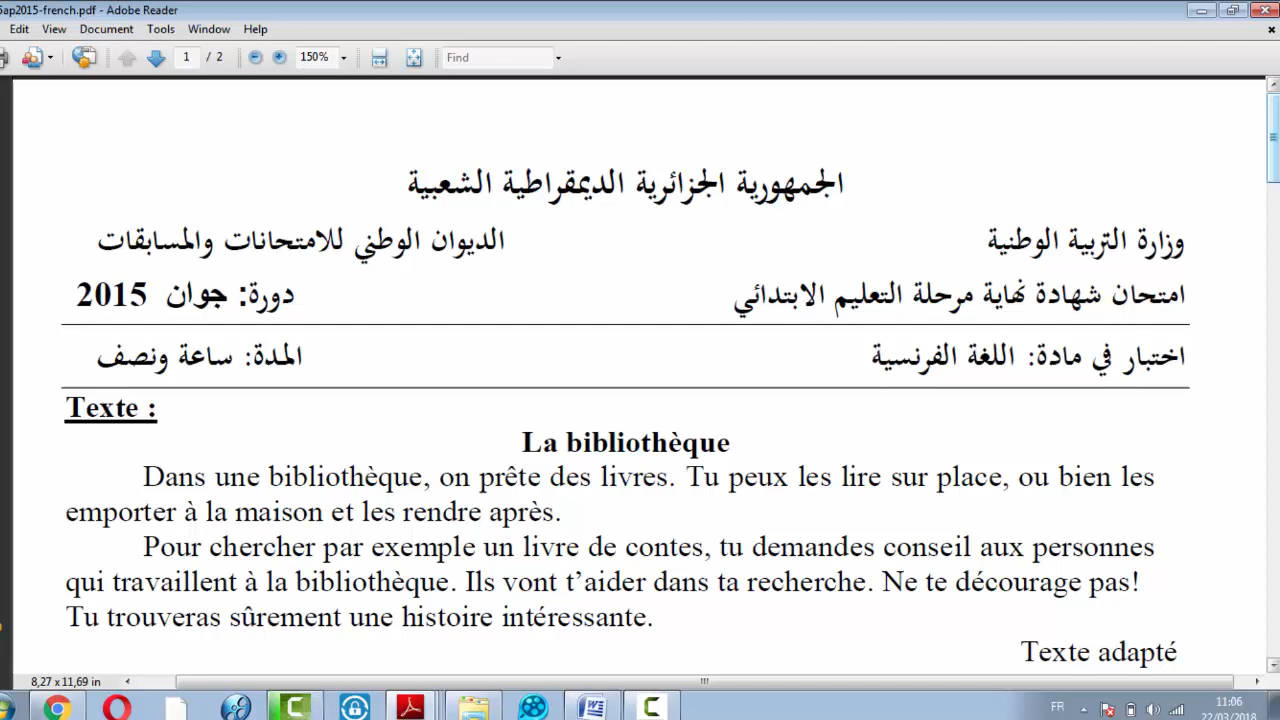 5ap2015-french.pdf - Adobe Reader
Edit View Document Tools Window Help
1 / 2 150% Find
الجمهورية الجزائرية الديمقراطية الشعبية
وزارة التربية الوطنية الديوان الوطني للامتحانات والمسابقات
امتحان شهادة نهاية مرحلة التعليم الابتدائي دورة: جوان 2015
اختبار في مادة: اللغة الفرنسية المدة: ساعة ونصف
Texte :
La bibliothèque
Dans une bibliothèque, on prête des livres. Tu peux les lire sur place, ou bien les
emporter à la maison et les rendre après.
Pour chercher par exemple un livre de contes, tu demandes conseil aux personnes
qui travaillent à la bibliothèque. Ils vont t’aider dans ta recherche. Ne te décourage pas!
Tu trouveras sûrement une histoire intéressante.
Texte adapté
8,27 x 11,69 in
FR 11:06
22/03/2018